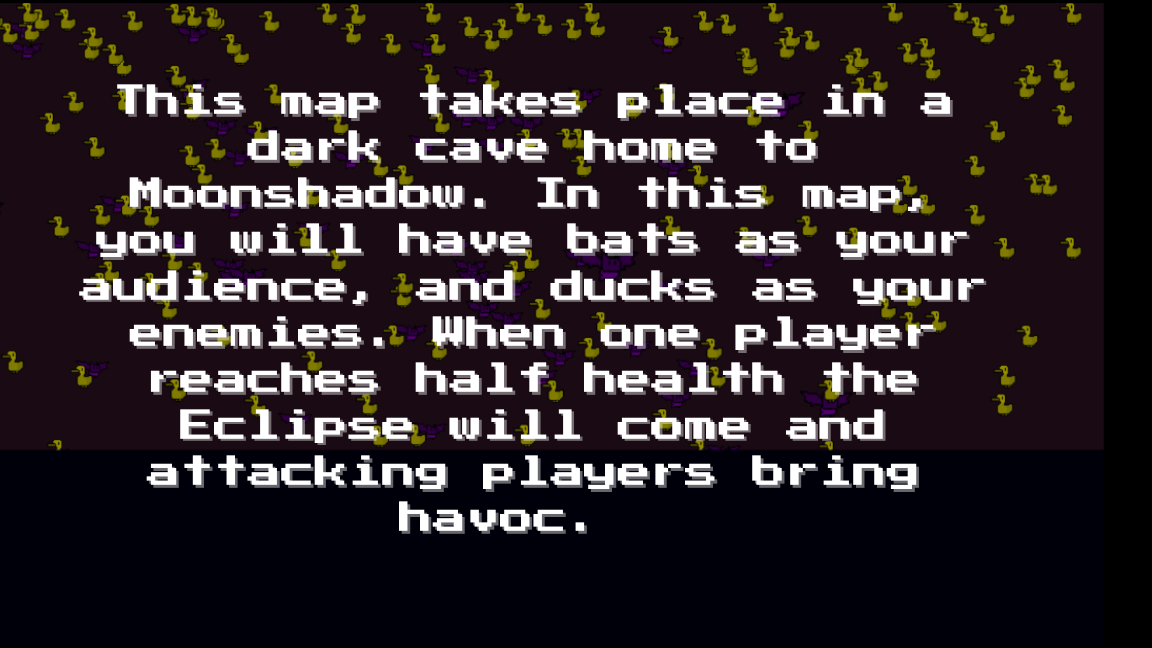 This map takes place in a
dark cave home to
Moonshadow. In this map,
you will have bats as your
audience, and ducks as your
enemies. When one player
reaches half health the
Eclipse will come and
attacking players bring
havoc.